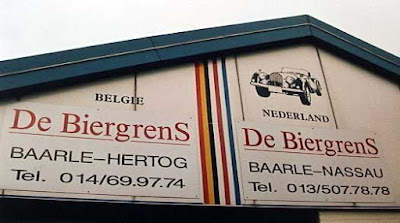 BELGIE
De BiergrenS
BAARLE-HERTOG
Tel. 014/69.97.74
NEDERLAND
De BiergrenS
BAARLE-NASSAU
Tel. 013/507.78.78